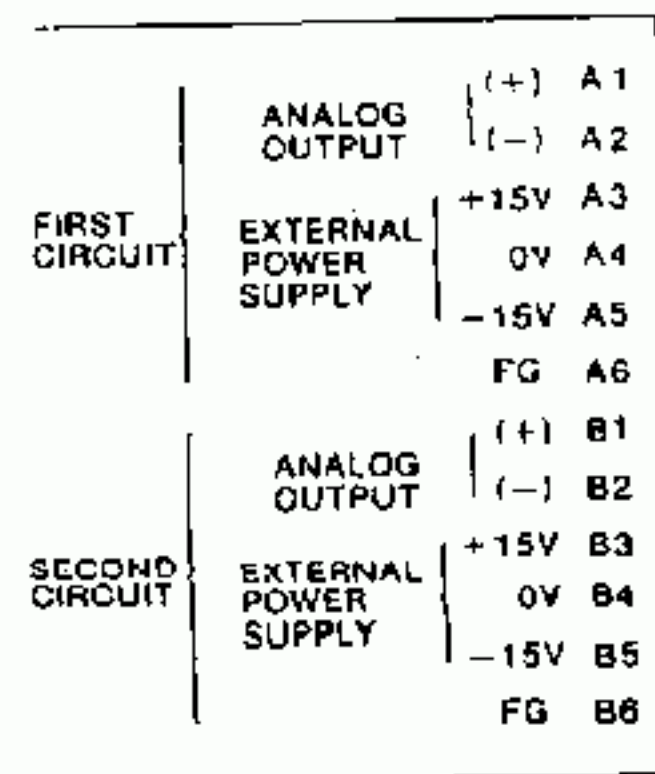 (+) A1
ANALOG
OUTPUT
(−) A2
+15V A3
FIRST
CIRCUIT
EXTERNAL
POWER
SUPPLY
0V A4
−15V A5
FG A6
(+) B1
ANALOG
OUTPUT
(−) B2
+15V B3
SECOND
CIRCUIT
EXTERNAL
POWER
SUPPLY
0V B4
−15V B5
FG B6